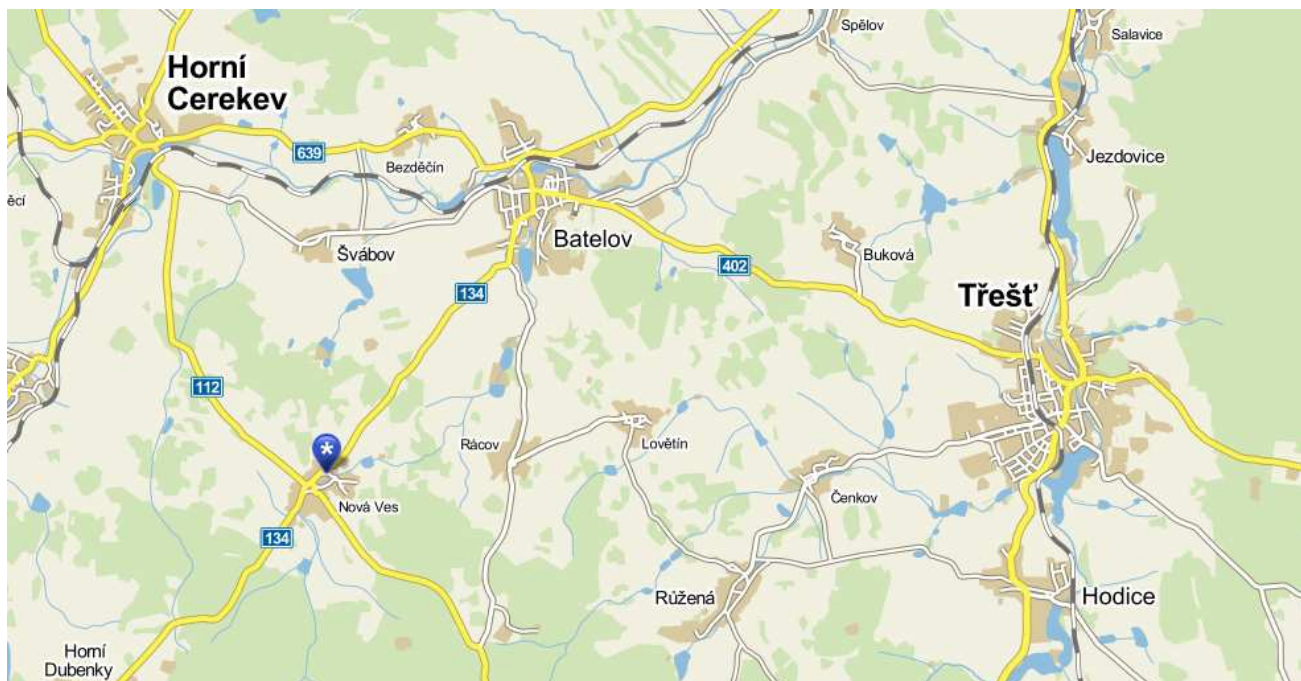 Spělov
Salavice
Horní
Cerekev
639
Bezděčín
Jezdovice
ěcí
Švábov
Batelov
Buková
402
134
Třešť
112
*
Rácov
Lovětín
Čenkov
Nová Ves
134
Růžená
Hodice
Horní
Dubenky